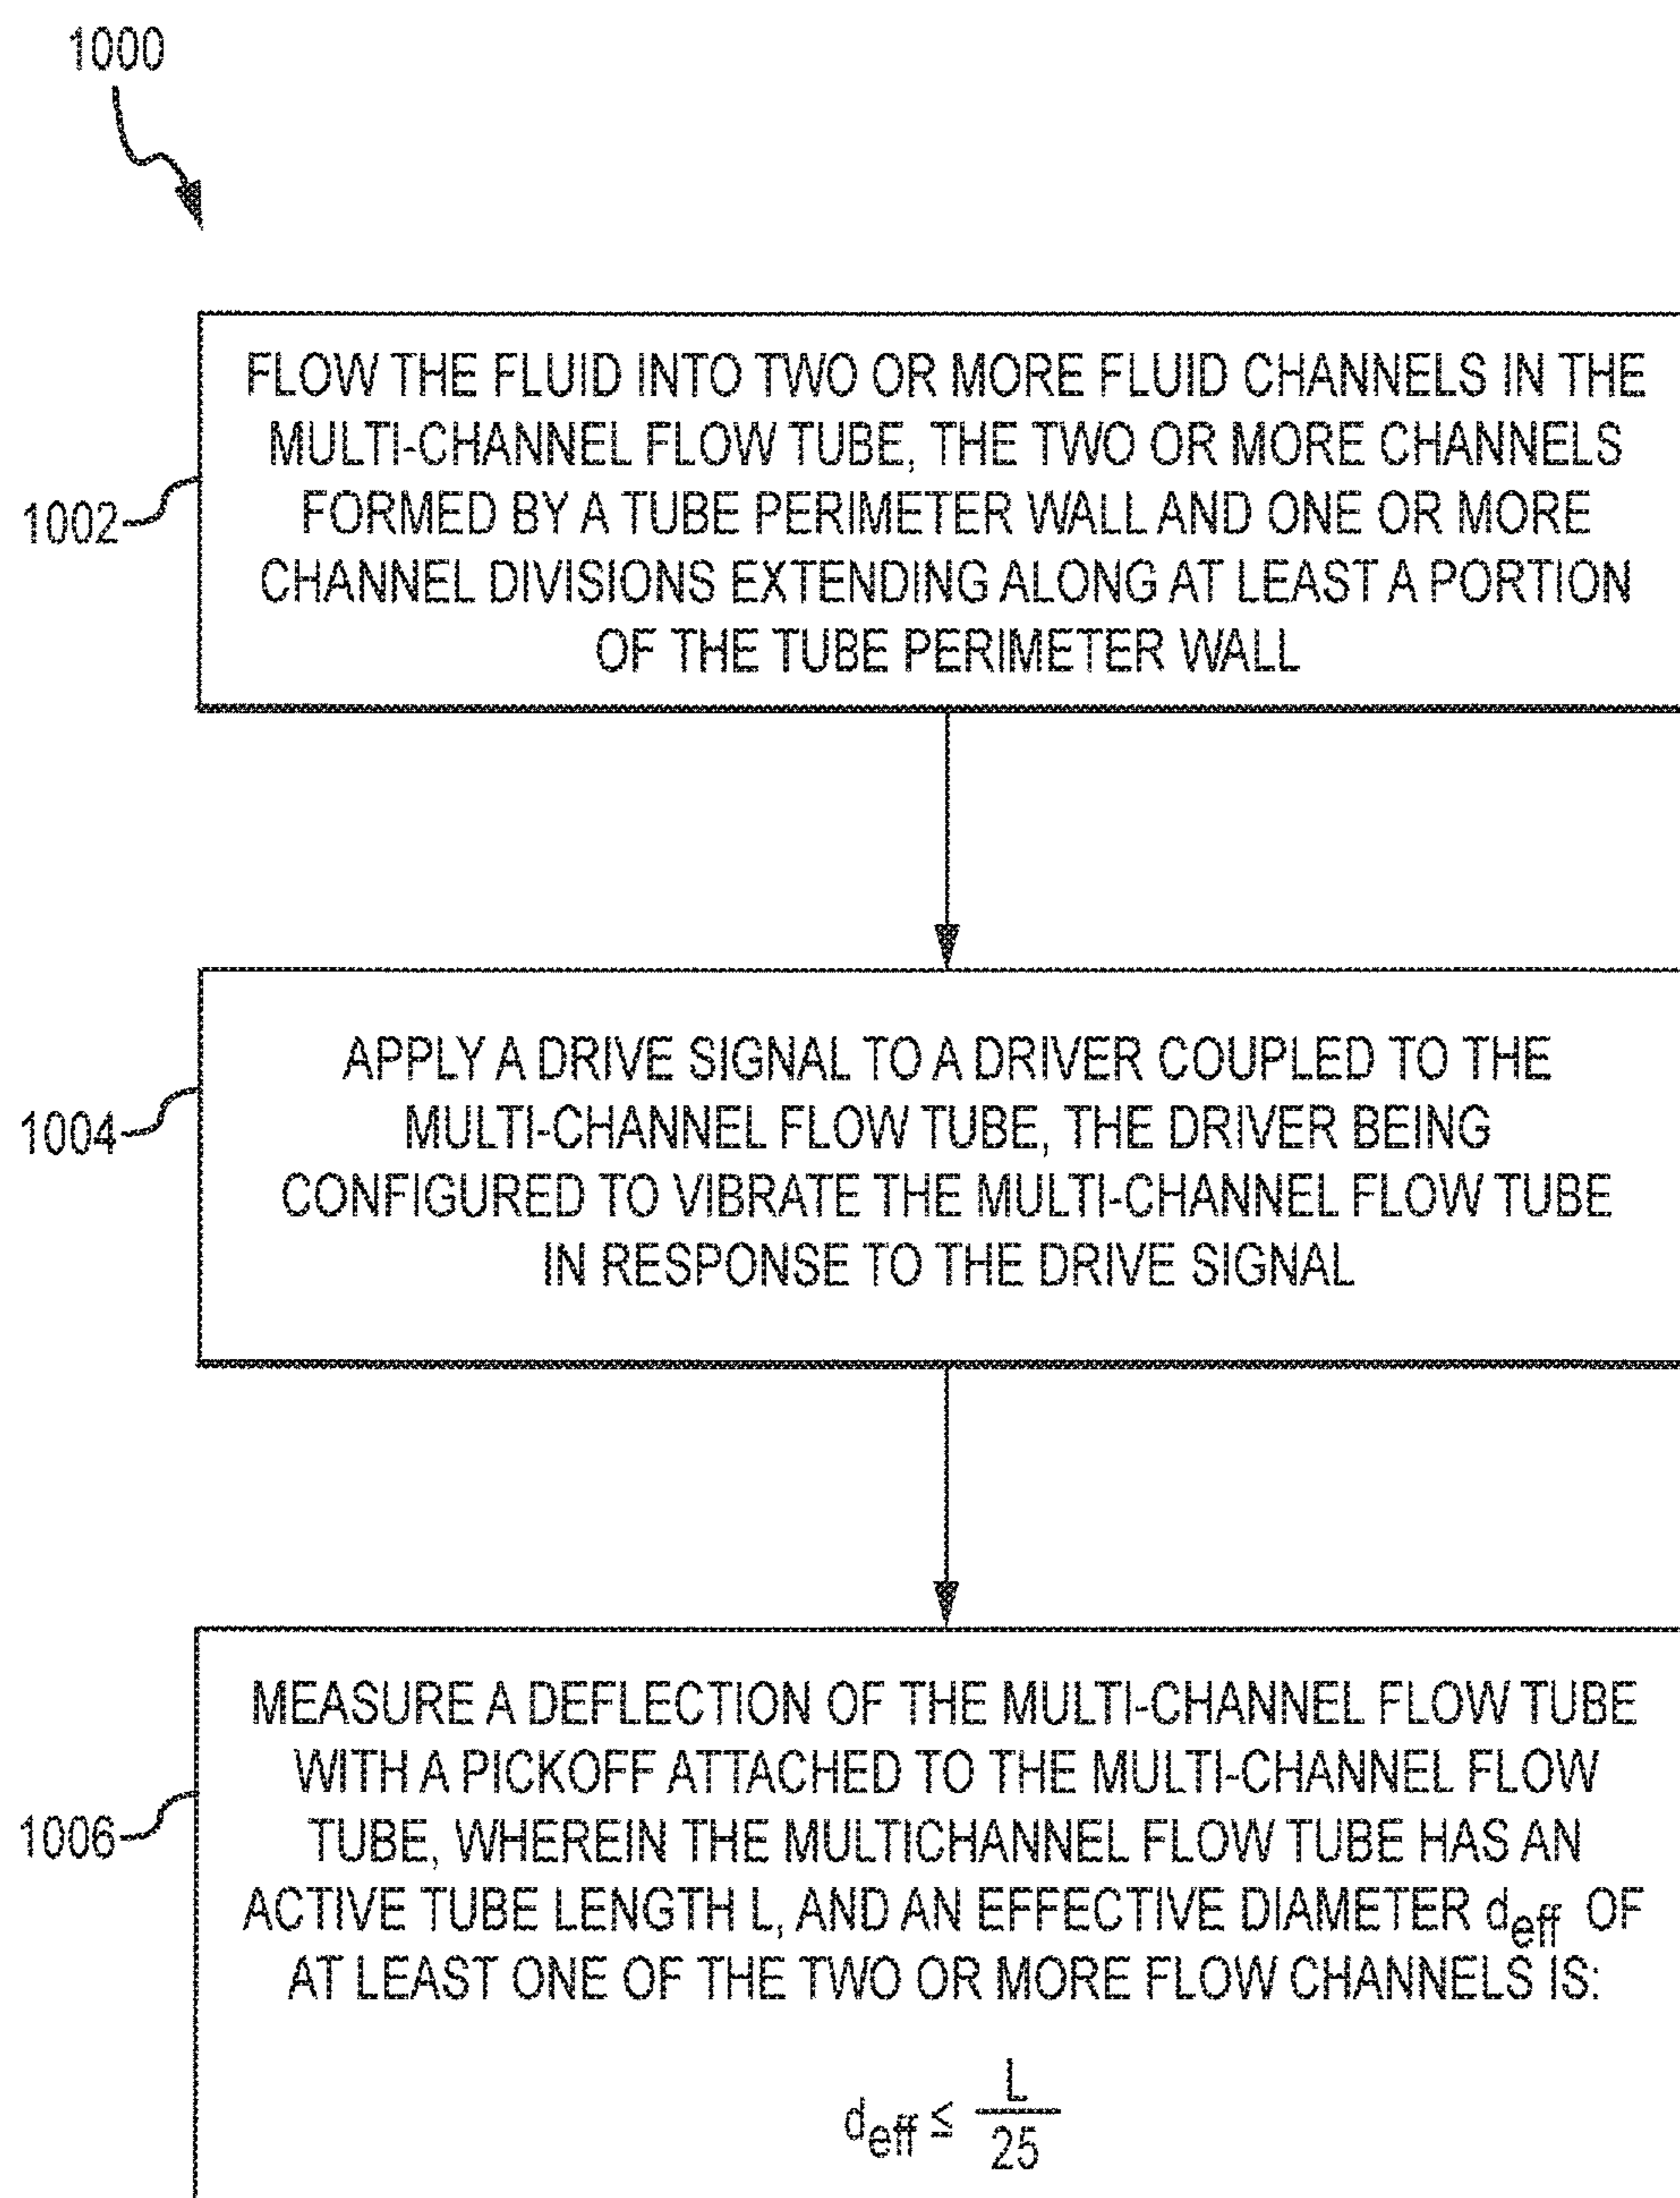 1000
FLOW THE FLUID INTO TWO OR MORE FLUID CHANNELS IN THE
MULTI-CHANNEL FLOW TUBE, THE TWO OR MORE CHANNELS
FORMED BY A TUBE PERIMETER WALL AND ONE OR MORE
CHANNEL DIVISIONS EXTENDING ALONG AT LEAST A PORTION
OF THE TUBE PERIMETER WALL
1002
APPLY A DRIVE SIGNAL TO A DRIVER COUPLED TO THE
MULTI-CHANNEL FLOW TUBE, THE DRIVER BEING
CONFIGURED TO VIBRATE THE MULTI-CHANNEL FLOW TUBE
IN RESPONSE TO THE DRIVE SIGNAL
1004
MEASURE A DEFLECTION OF THE MULTI-CHANNEL FLOW TUBE
WITH A PICKOFF ATTACHED TO THE MULTI-CHANNEL FLOW
TUBE, WHEREIN THE MULTICHANNEL FLOW TUBE HAS AN
ACTIVE TUBE LENGTH L, AND AN EFFECTIVE DIAMETER deff OF
AT LEAST ONE OF THE TWO OR MORE FLOW CHANNELS IS:
deff ≤ L/25
1006